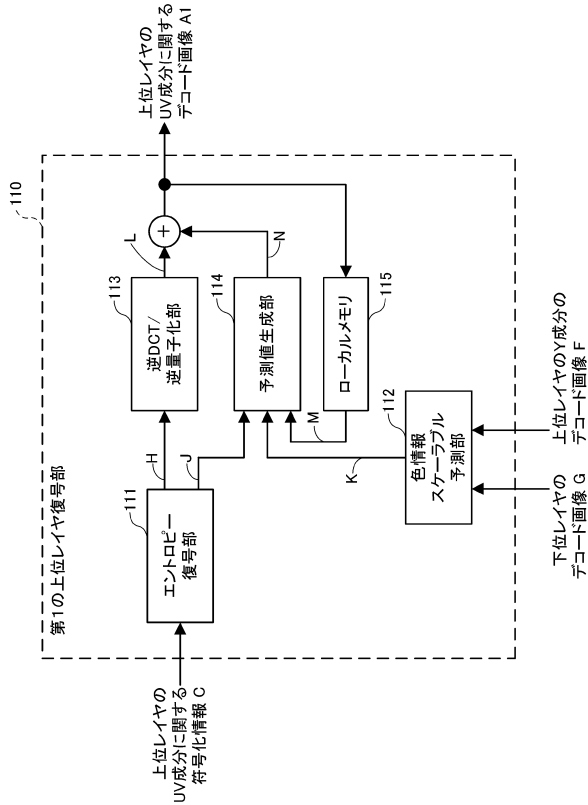 110
第1の上位レイヤ復号部
上位レイヤの
UV成分に関する
符号化情報 C
111
エントロピー
復号部
H
J
113
逆DCT/
逆量子化部
L
+
上位レイヤの
UV成分に関する
デコード画像 A1
114
予測値生成部
N
115
ローカルメモリ
M
K
112
色情報
スケーラブル
予測部
下位レイヤの
デコード画像 G
上位レイヤのY成分の
デコード画像 F